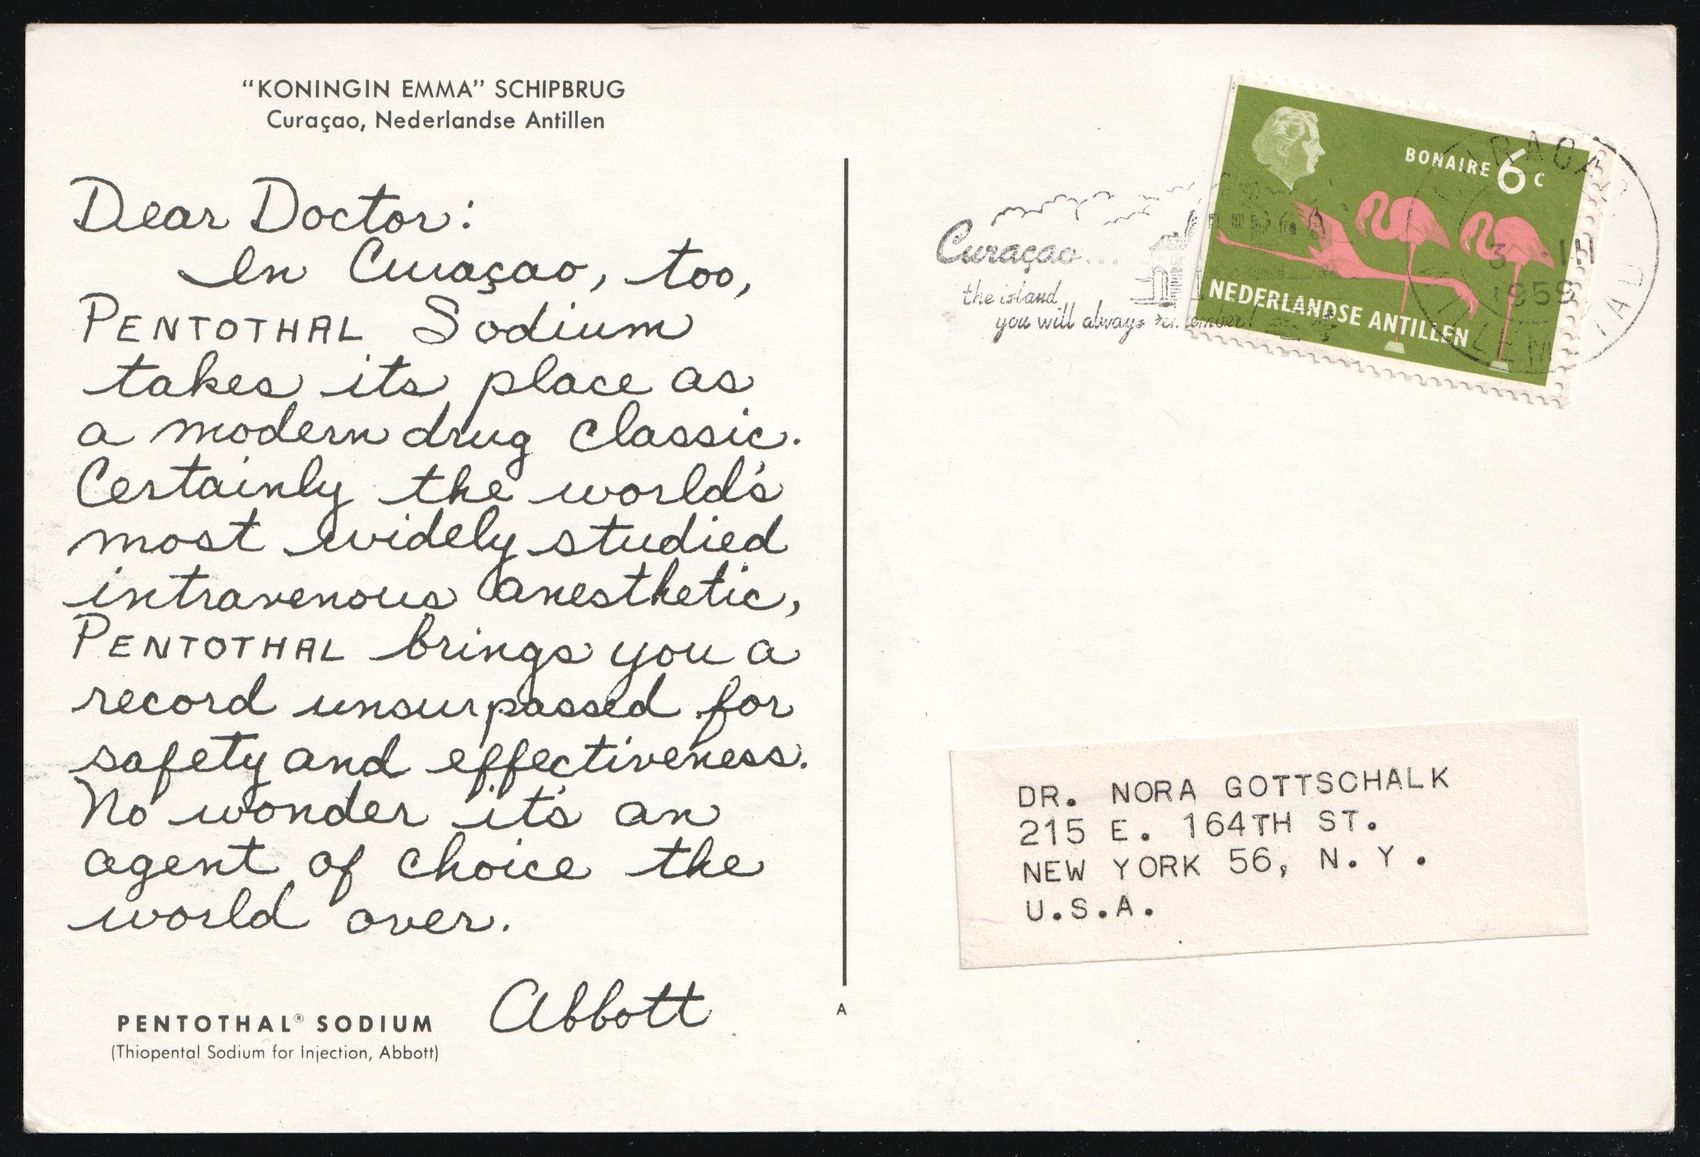 “KONINGIN EMMA” SCHIPBRUG
Curaçao, Nederlandse Antillen
Dear Doctor:
In Curaçao, too,
PENTOTHAL Sodium
takes its place as
a modern drug classic.
Certainly the world's
most widely studied
intravenous anesthetic,
PENTOTHAL brings you a
record unsurpassed for
safety and effectiveness.
No wonder it's an
agent of choice the
world over.
Abbott
PENTOTHAL® SODIUM
(Thiopental Sodium for Injection, Abbott)
A
Curaçao...
the island
you will always remember!
BONAIRE 6 C
NEDERLANDSE ANTILLEN
1959
DR. NORA GOTTSCHALK
215 E. 164TH ST.
NEW YORK 56, N.Y.
U.S.A.